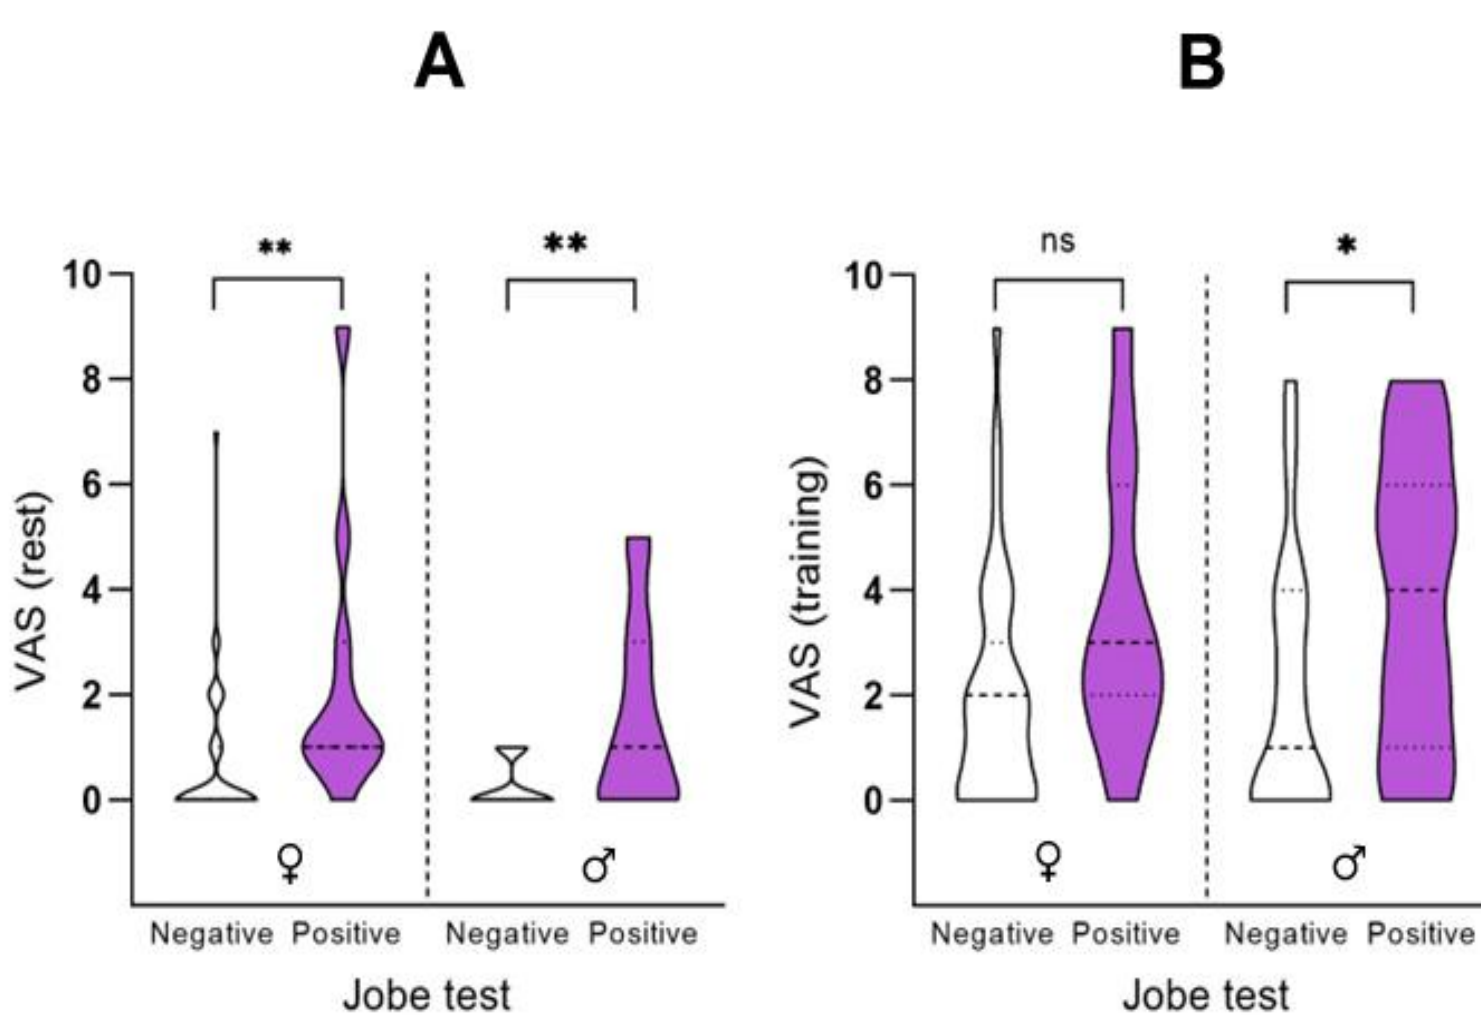 A
B
** **
ns *
10
8
6
4
2
0
VAS (rest)
♀ ♂
Negative Positive Negative Positive
Jobe test
10
8
6
4
2
0
VAS (training)
♀ ♂
Negative Positive Negative Positive
Jobe test